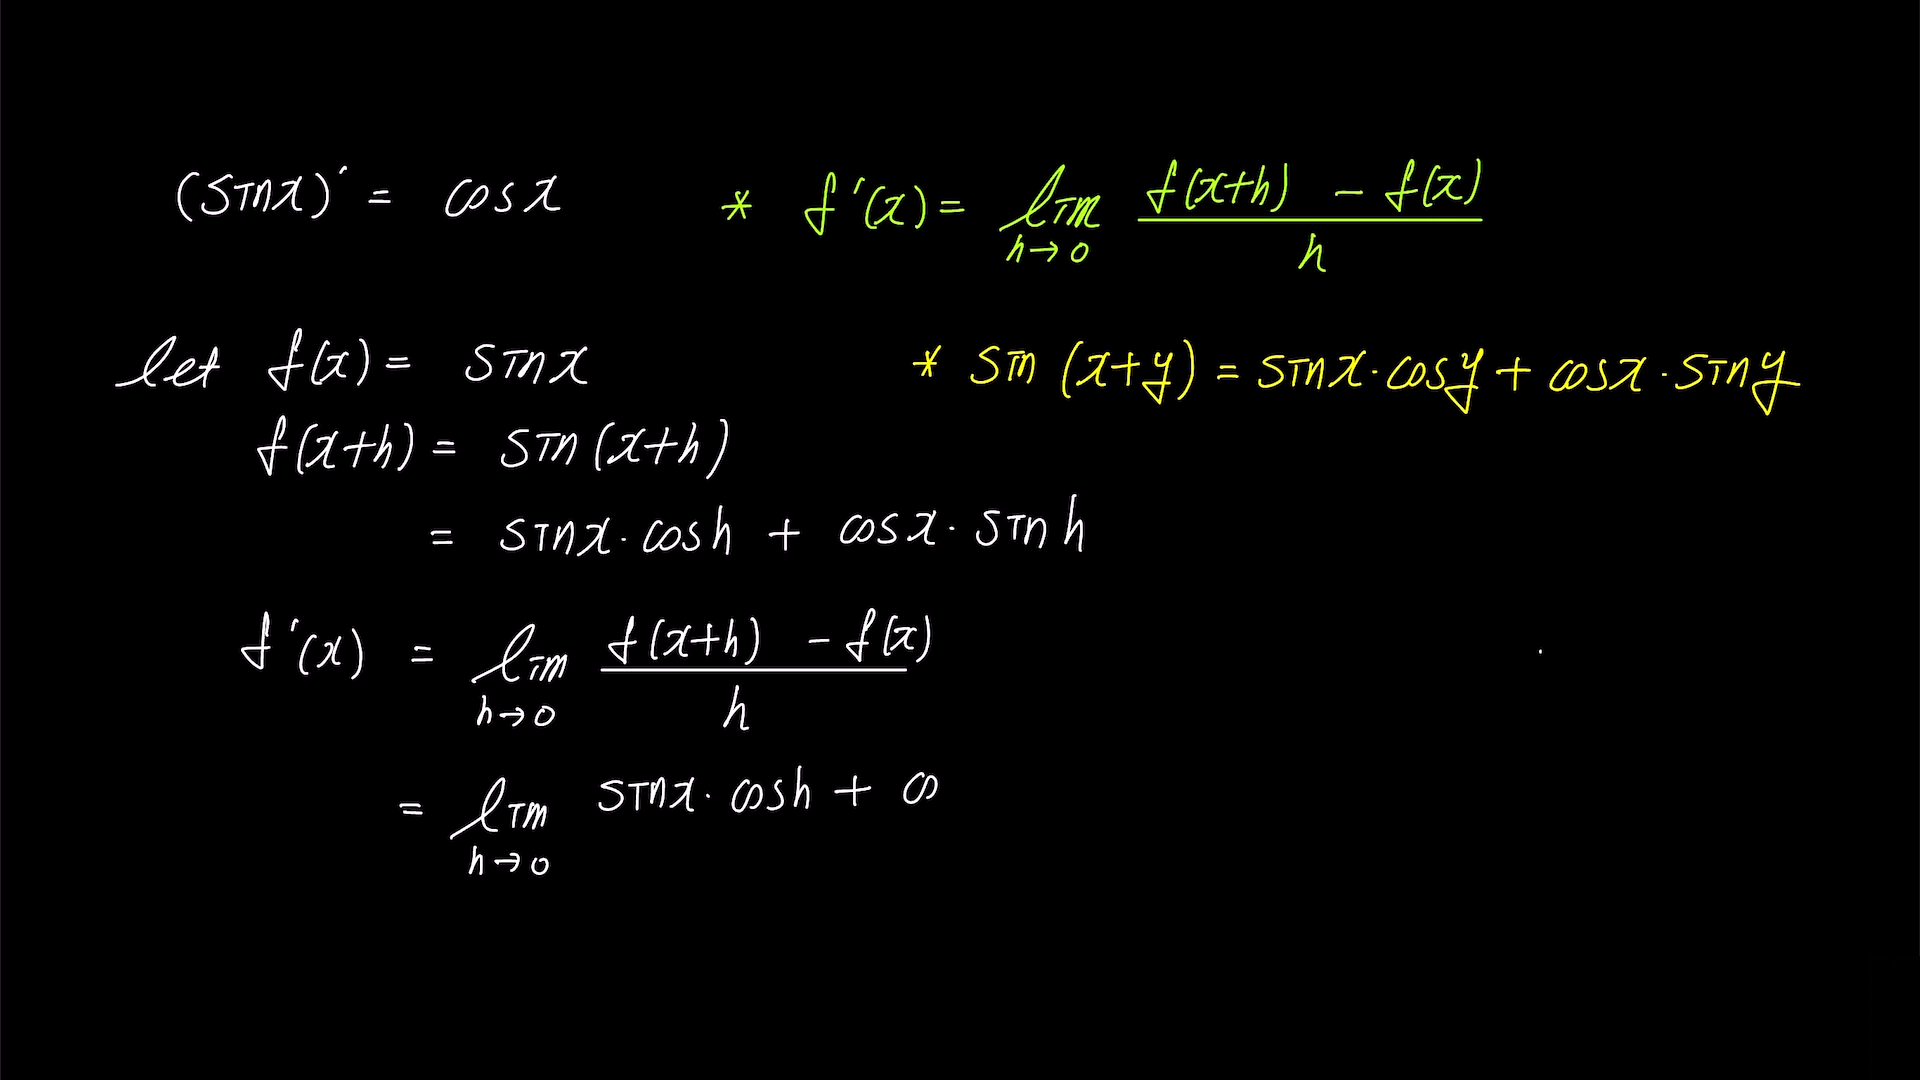 (sinx)' = cosx
* f'(x) = lim h→0 f(x+h) - f(x) / h
let f(x) = sinx
* sin (x+y) = sinx·cosy + cosx·siny
f(x+h) = sin(x+h)
= sinx·cosh + cosx·sinh
f'(x) = lim h→0 f(x+h) - f(x) / h
= lim h→0 sinx·cosh + co